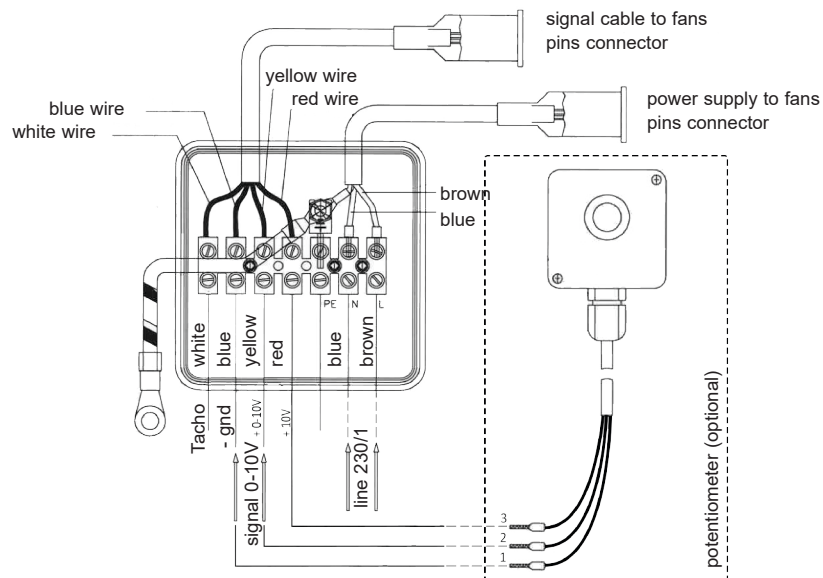 signal cable to fans
pins connector
yellow wire
red wire
blue wire
white wire
power supply to fans
pins connector
brown
blue
PE N L
white
blue
yellow
red
blue
brown
Tacho
- gnd
+ 0-10V
+ 10V
signal 0-10V
line 230/1
3
2
1
potentiometer (optional)